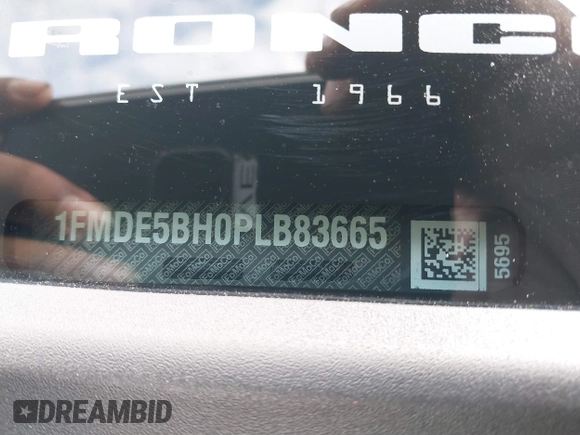 RONC
EST 1966
1FMDE5BH0PLB83665
5695
DREAMBID